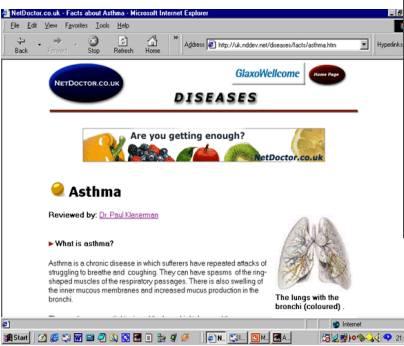 NetDoctor.co.uk - Facts about Asthma - Microsoft Internet Explorer
File Edit View Favorites Tools Help
Back Forward Stop Refresh Home » Address http://uk.nddev.net/diseases/facts/asthma.htm Hyperlinks
NETDOCTOR.CO.UK
GlaxoWellcome
Home Page
DISEASES
Are you getting enough?
NetDoctor.co.uk
Asthma
Reviewed by: Dr. Paul Klenerman
What is asthma?
Asthma is a chronic disease in which sufferers have repeated attacks of
struggling to breathe and coughing. They can have spasms of the ring-
shaped muscles of the respiratory passages. There is also swelling of
the inner mucous membranes and increased mucus production in the
bronchi.
The lungs with the
bronchi (coloured) .
Internet
Start N... M... A... 21